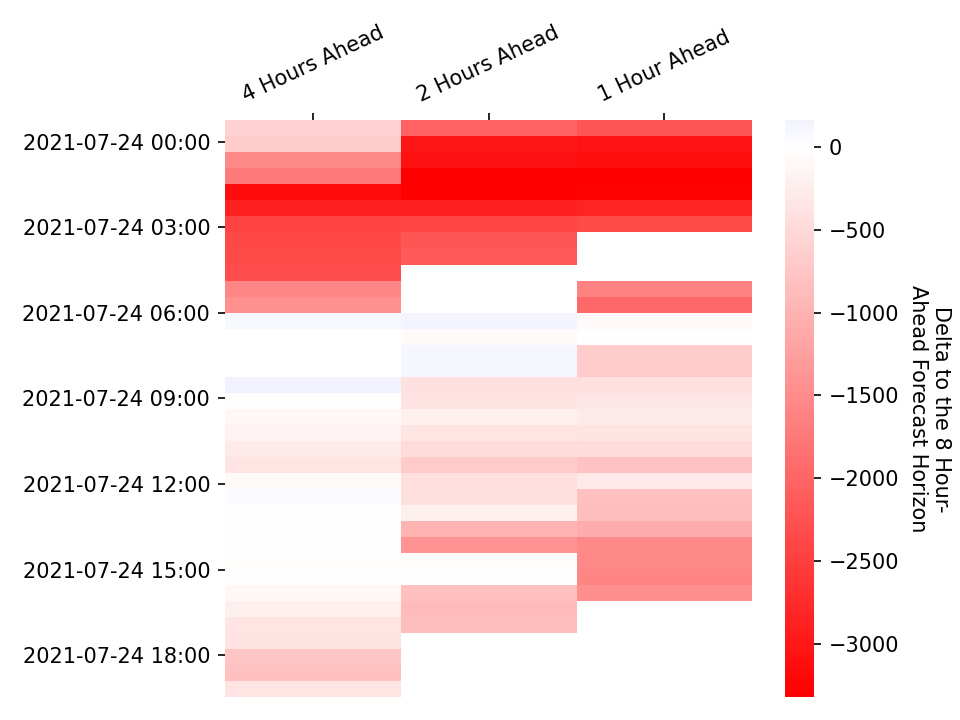 4 Hours Ahead
2 Hours Ahead
1 Hour Ahead
2021-07-24 00:00
2021-07-24 03:00
2021-07-24 06:00
2021-07-24 09:00
2021-07-24 12:00
2021-07-24 15:00
2021-07-24 18:00
0
−500
−1000
−1500
−2000
−2500
−3000
Delta to the 8 Hour-
Ahead Forecast Horizon